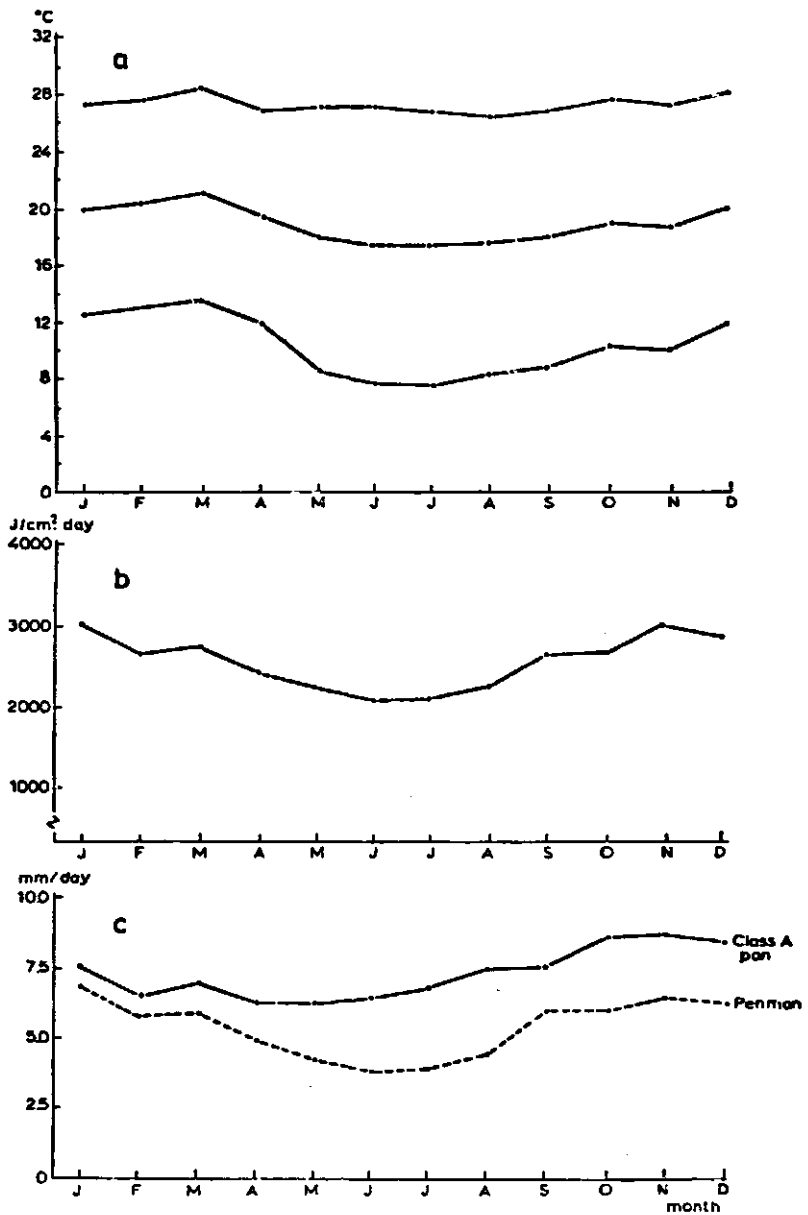 °C
a
32
28
24
20
16
12
8
4
0
J F M A M J J A S O N D
J/cm² day
b
4000
3000
2000
1000
J F M A M J J A S O N D
mm/day
c
10.0
7.5
5.0
2.5
0
Class A
pan
Penman
J F M A M J J A S O N D
month